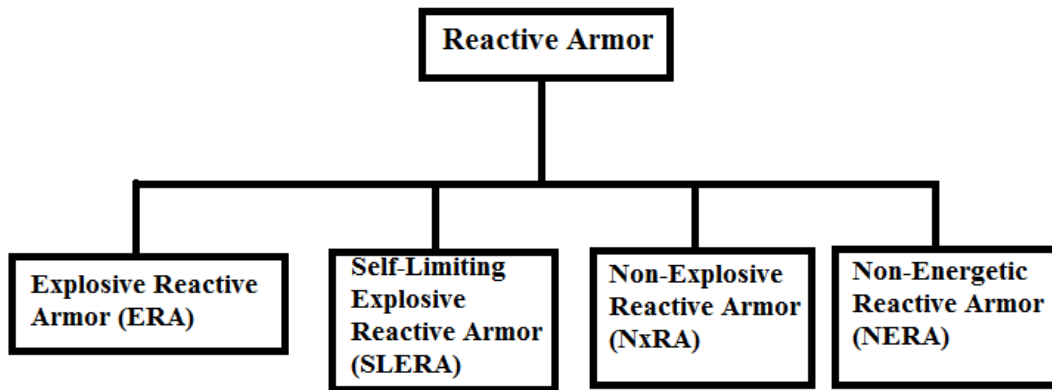 Reactive Armor
Explosive Reactive
Armor (ERA)
Self-Limiting
Explosive
Reactive Armor
(SLERA)
Non-Explosive
Reactive Armor
(NxRA)
Non-Energetic
Reactive Armor
(NERA)